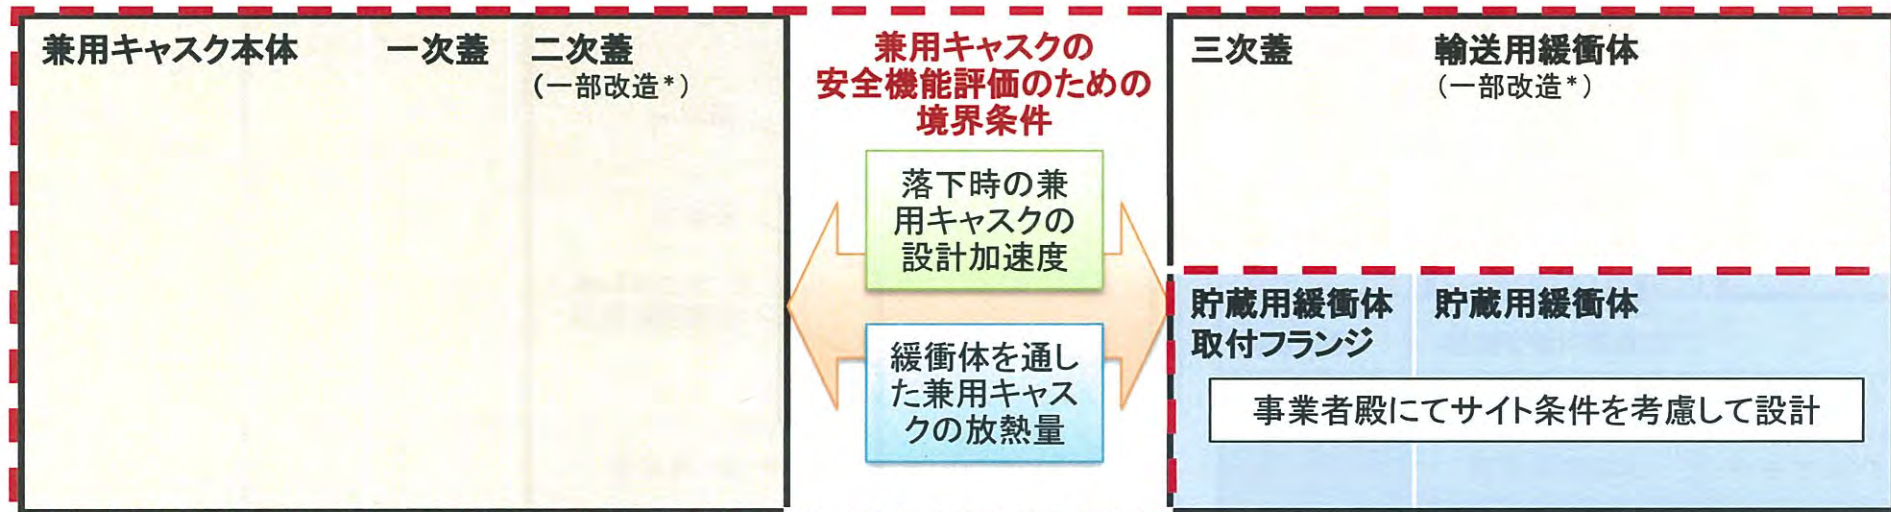 兼用キャスク本体
一次蓋
二次蓋
(一部改造*)
兼用キャスクの
安全機能評価のための
境界条件
落下時の兼
用キャスクの
設計加速度
緩衝体を通し
た兼用キャス
クの放熱量
三次蓋
輸送用緩衝体
(一部改造*)
貯蔵用緩衝体
取付フランジ
貯蔵用緩衝体
事業者殿にてサイト条件を考慮して設計